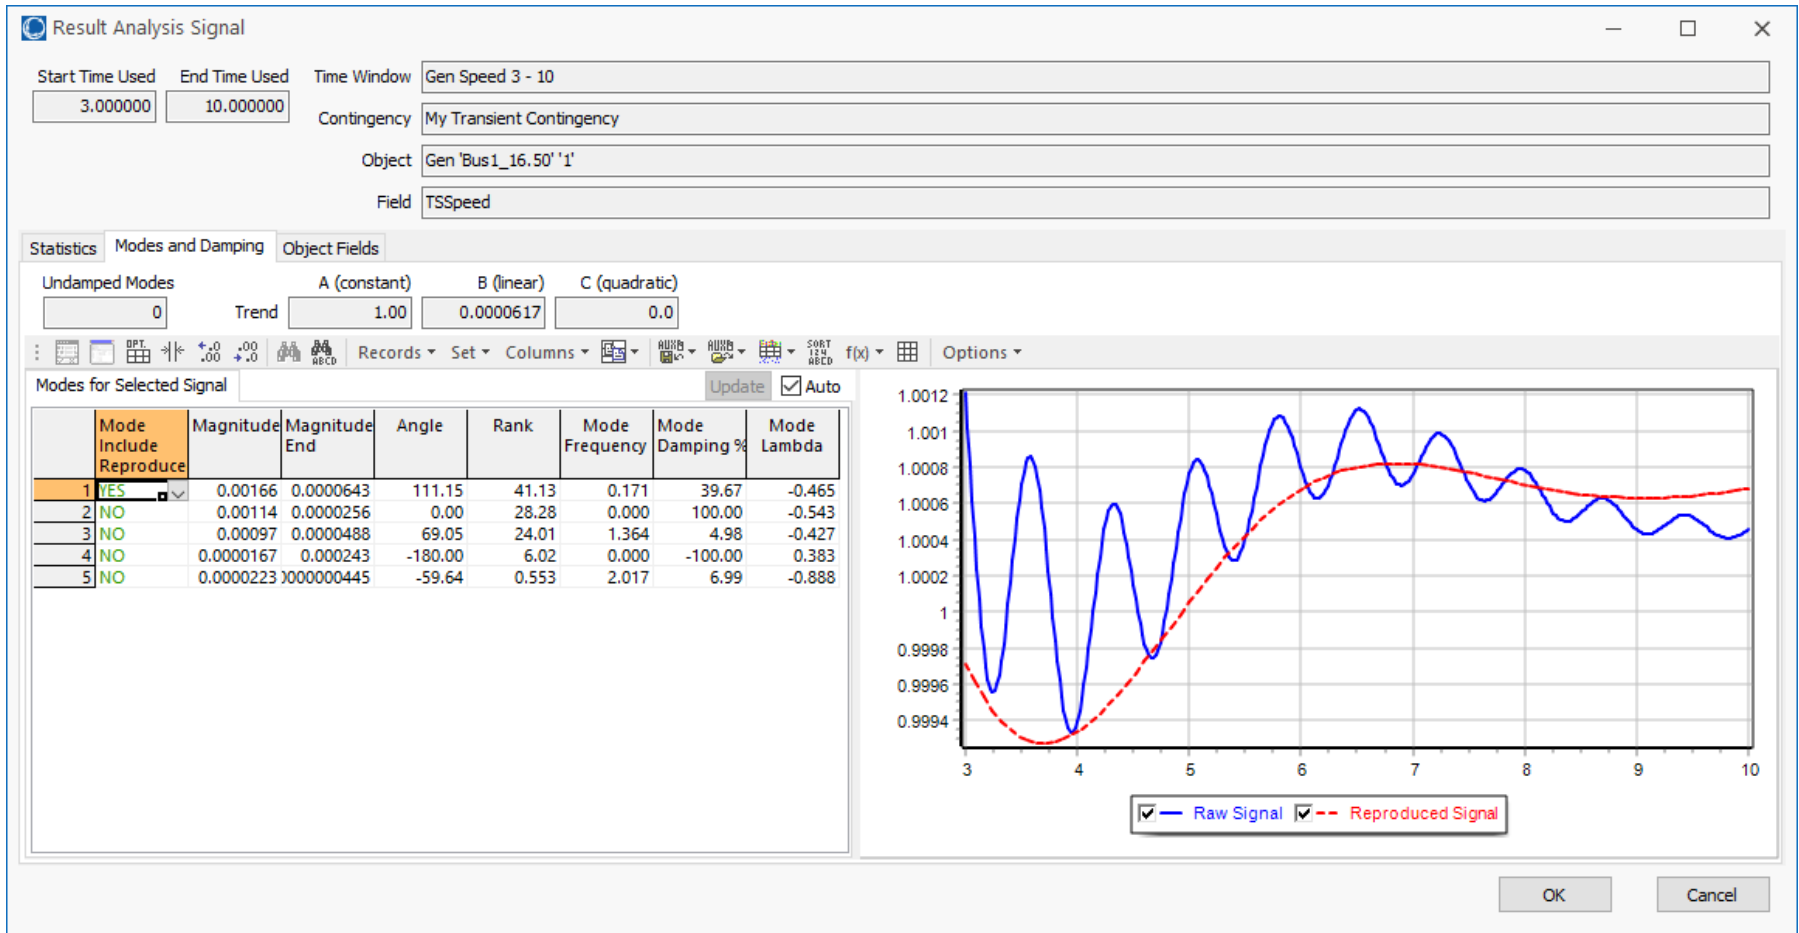 Result Analysis Signal
Start Time Used End Time Used Time Window Gen Speed 3 - 10
3.000000 10.000000
Contingency My Transient Contingency
Object Gen 'Bus1_16.50' '1'
Field TSSpeed
Statistics Modes and Damping Object Fields
Undamped Modes A (constant) B (linear) C (quadratic)
0 Trend 1.00 0.0000617 0.0
Records Set Columns f(x) Options
Modes for Selected Signal Update Auto
Mode Include Reproduce Magnitude Magnitude End Angle Rank Mode Frequency Mode Damping % Mode Lambda
1 YES 0.00166 0.0000643 111.15 41.13 0.171 39.67 -0.465
2 NO 0.00114 0.0000256 0.00 28.28 0.000 100.00 -0.543
3 NO 0.00097 0.0000488 69.05 24.01 1.364 4.98 -0.427
4 NO 0.0000167 0.000243 -180.00 6.02 0.000 -100.00 0.383
5 NO 0.0000223 0000000445 -59.64 0.553 2.017 6.99 -0.888
1.0012
1.001
1.0008
1.0006
1.0004
1.0002
1
0.9998
0.9996
0.9994
3 4 5 6 7 8 9 10
Raw Signal Reproduced Signal
OK Cancel